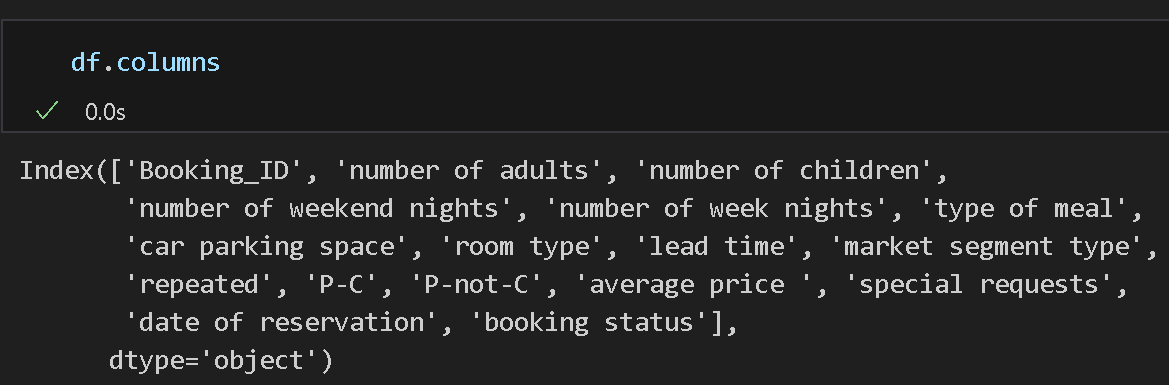 df.columns
0.0s
Index(['Booking_ID', 'number of adults', 'number of children',
'number of weekend nights', 'number of week nights', 'type of meal',
'car parking space', 'room type', 'lead time', 'market segment type',
'repeated', 'P-C', 'P-not-C', 'average price ', 'special requests',
'date of reservation', 'booking status'],
dtype='object')